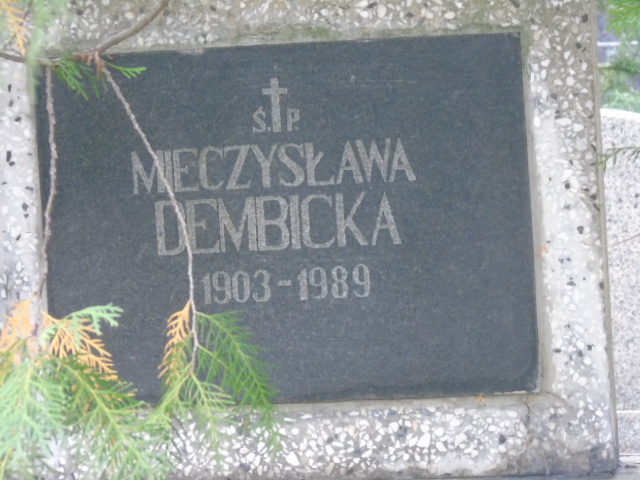 Ś.P.
MIECZYSŁAWA
DEMBICKA
1903-1989